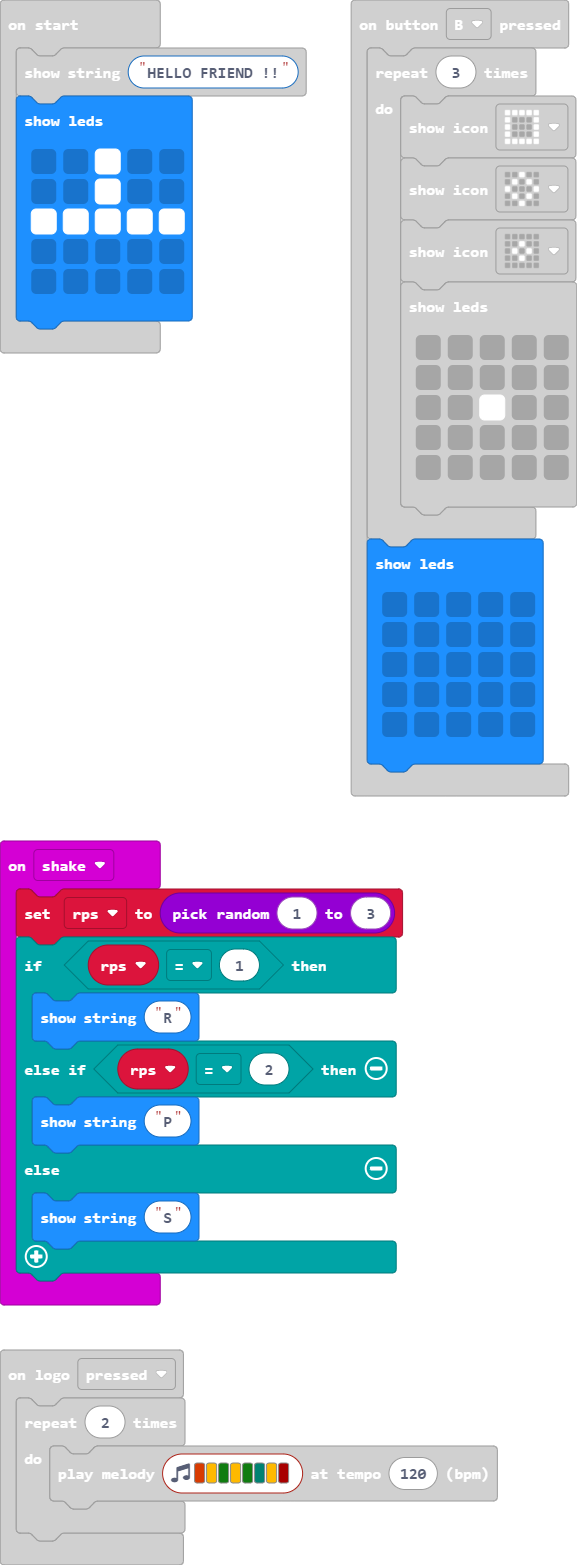 on start
show string "HELLO FRIEND !!"
show leds
on button B pressed
repeat 3 times
do
show icon
show icon
show icon
show leds
show leds
on shake
set rps to pick random 1 to 3
if rps = 1 then
show string "R"
else if rps = 2 then
show string "P"
else
show string "S"
on logo pressed
repeat 2 times
do
play melody at tempo 120 (bpm)